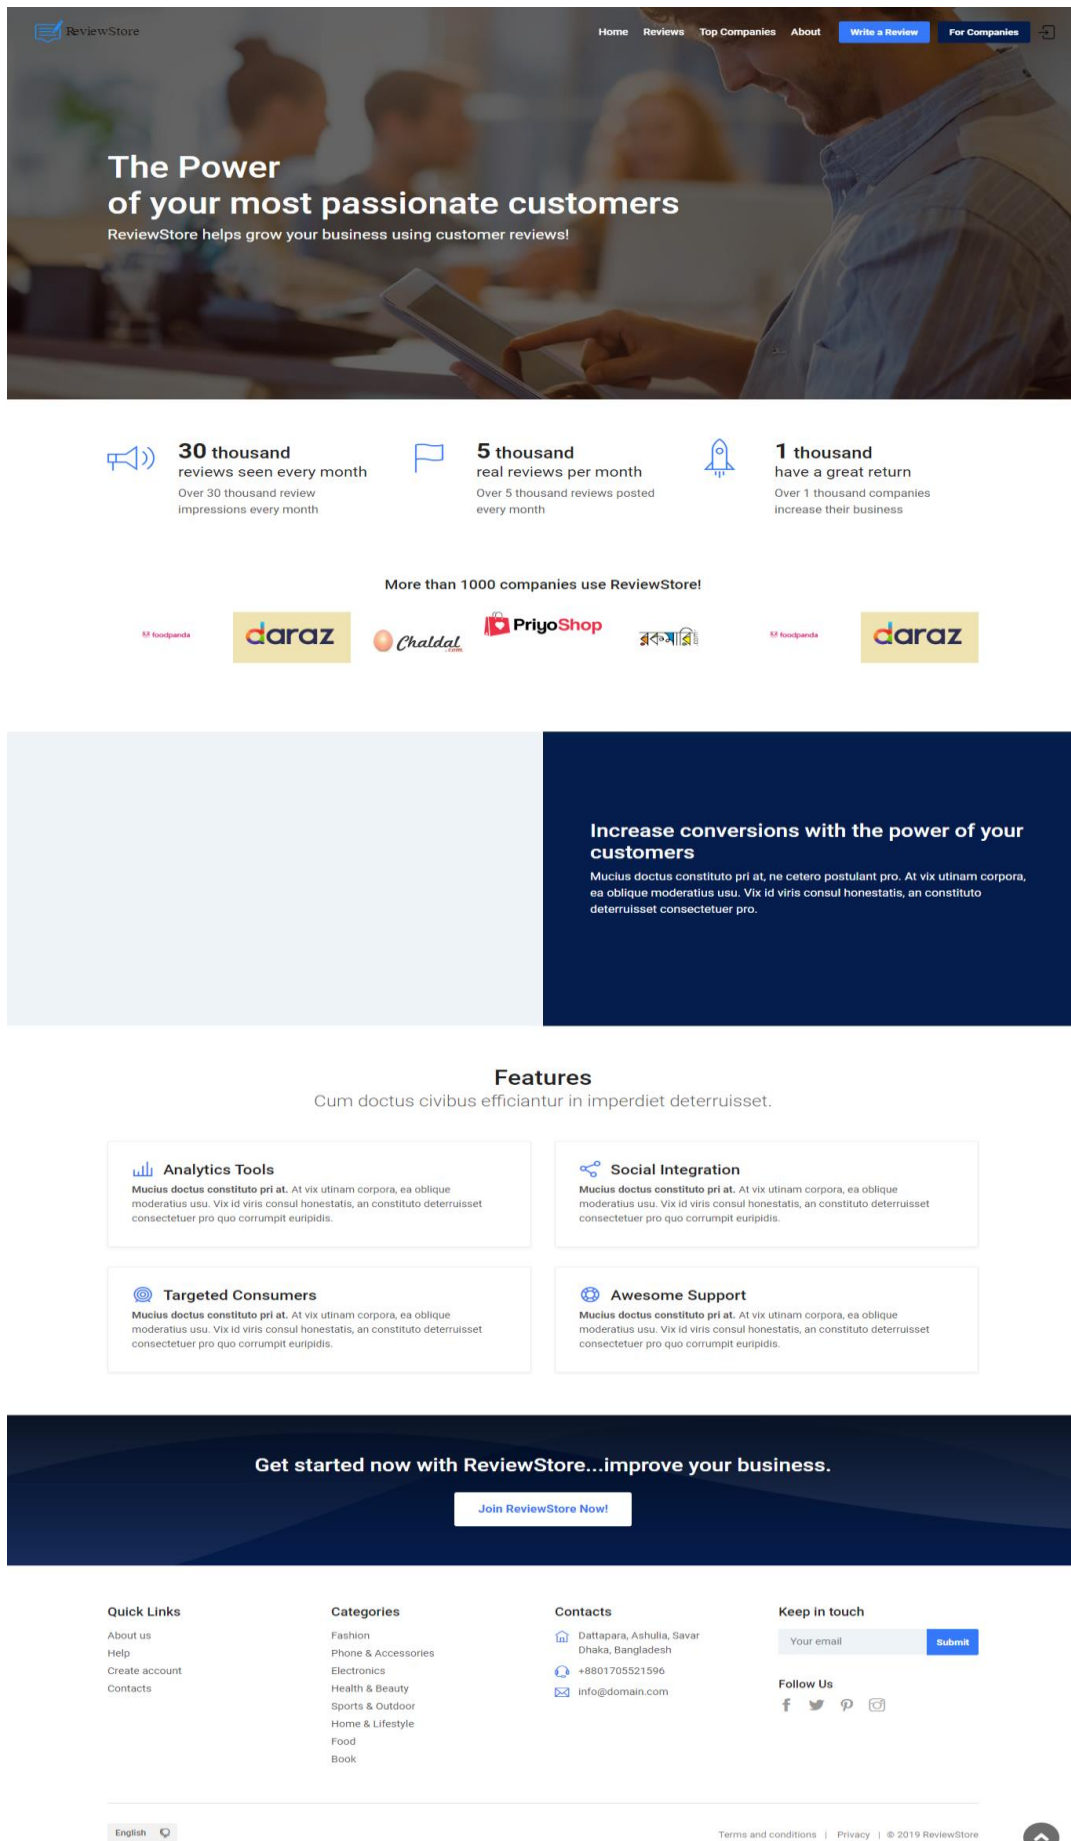 ReviewStore
Home Reviews Top Companies About Write a Review For Companies
The Power
of your most passionate customers
ReviewStore helps grow your business using customer reviews!
30 thousand
reviews seen every month
Over 30 thousand review
impressions every month
5 thousand
real reviews per month
Over 5 thousand reviews posted
every month
1 thousand
have a great return
Over 1 thousand companies
increase their business
More than 1000 companies use ReviewStore!
foodpanda
daraz
Chaldal.com
PriyoShop
রকমারি
foodpanda
daraz
Increase conversions with the power of your
customers
Mucius doctus constituto pri at, ne cetero postulant pro. At vix utinam corpora,
ea oblique moderatius usu. Vix id viris consul honestatis, an constituto
deterruisset consectetuer pro.
Features
Cum doctus civibus efficiantur in imperdiet deterruisset.
Analytics Tools
Mucius doctus constituto pri at. At vix utinam corpora, ea oblique
moderatius usu. Vix id viris consul honestatis, an constituto deterruisset
consectetuer pro quo corrumpit euripidis.
Social Integration
Mucius doctus constituto pri at. At vix utinam corpora, ea oblique
moderatius usu. Vix id viris consul honestatis, an constituto deterruisset
consectetuer pro quo corrumpit euripidis.
Targeted Consumers
Mucius doctus constituto pri at. At vix utinam corpora, ea oblique
moderatius usu. Vix id viris consul honestatis, an constituto deterruisset
consectetuer pro quo corrumpit euripidis.
Awesome Support
Mucius doctus constituto pri at. At vix utinam corpora, ea oblique
moderatius usu. Vix id viris consul honestatis, an constituto deterruisset
consectetuer pro quo corrumpit euripidis.
Get started now with ReviewStore...improve your business.
Join ReviewStore Now!
Quick Links
About us
Help
Create account
Contacts
Categories
Fashion
Phone & Accessories
Electronics
Health & Beauty
Sports & Outdoor
Home & Lifestyle
Food
Book
Contacts
Dattapara, Ashulia, Savar
Dhaka, Bangladesh
+8801705521596
info@domain.com
Keep in touch
Your email Submit
Follow Us
English
Terms and conditions | Privacy | © 2019 ReviewStore